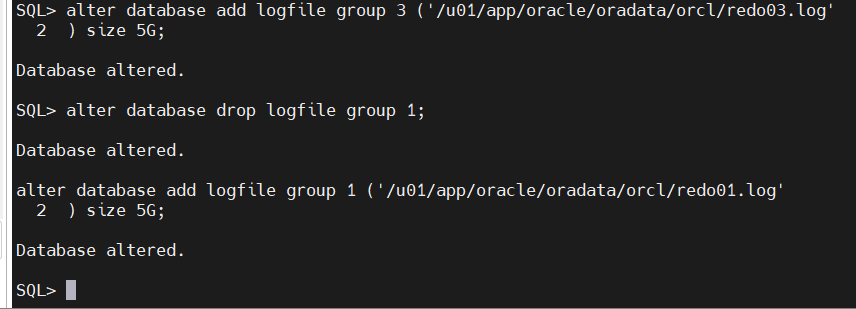 SQL> alter database add logfile group 3 ('/u01/app/oracle/oradata/orcl/redo03.log'
  2  ) size 5G;
Database altered.
SQL> alter database drop logfile group 1;
Database altered.
alter database add logfile group 1 ('/u01/app/oracle/oradata/orcl/redo01.log'
  2  ) size 5G;
Database altered.
SQL>